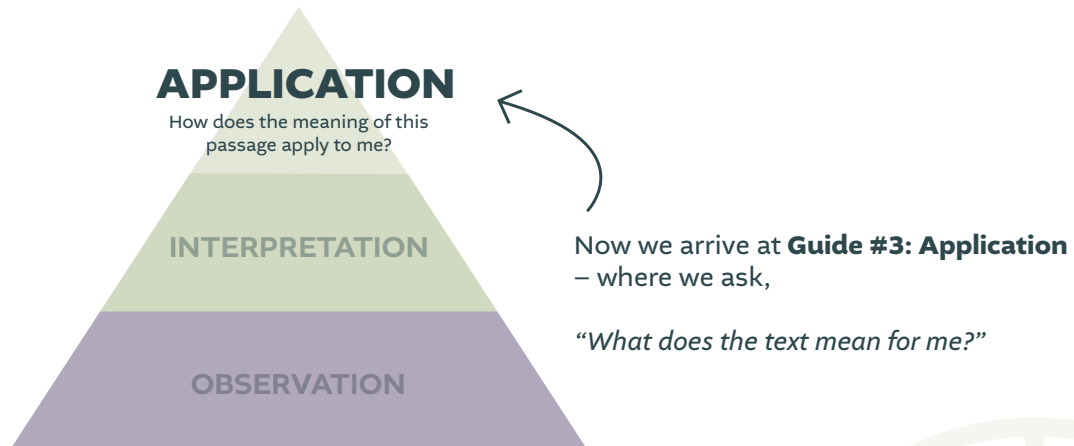 APPLICATION
How does the meaning of this
passage apply to me?
INTERPRETATION
OBSERVATION
Now we arrive at Guide #3: Application
– where we ask,
“What does the text mean for me?”